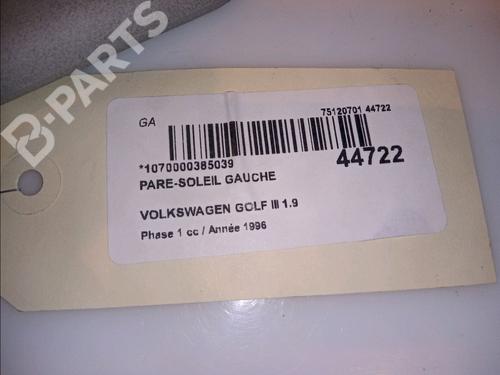 B-PARTS
GA
75120701 44722
*1070000385039
44722
PARE-SOLEIL GAUCHE
VOLKSWAGEN GOLF III 1.9
Phase 1 cc / Année 1996